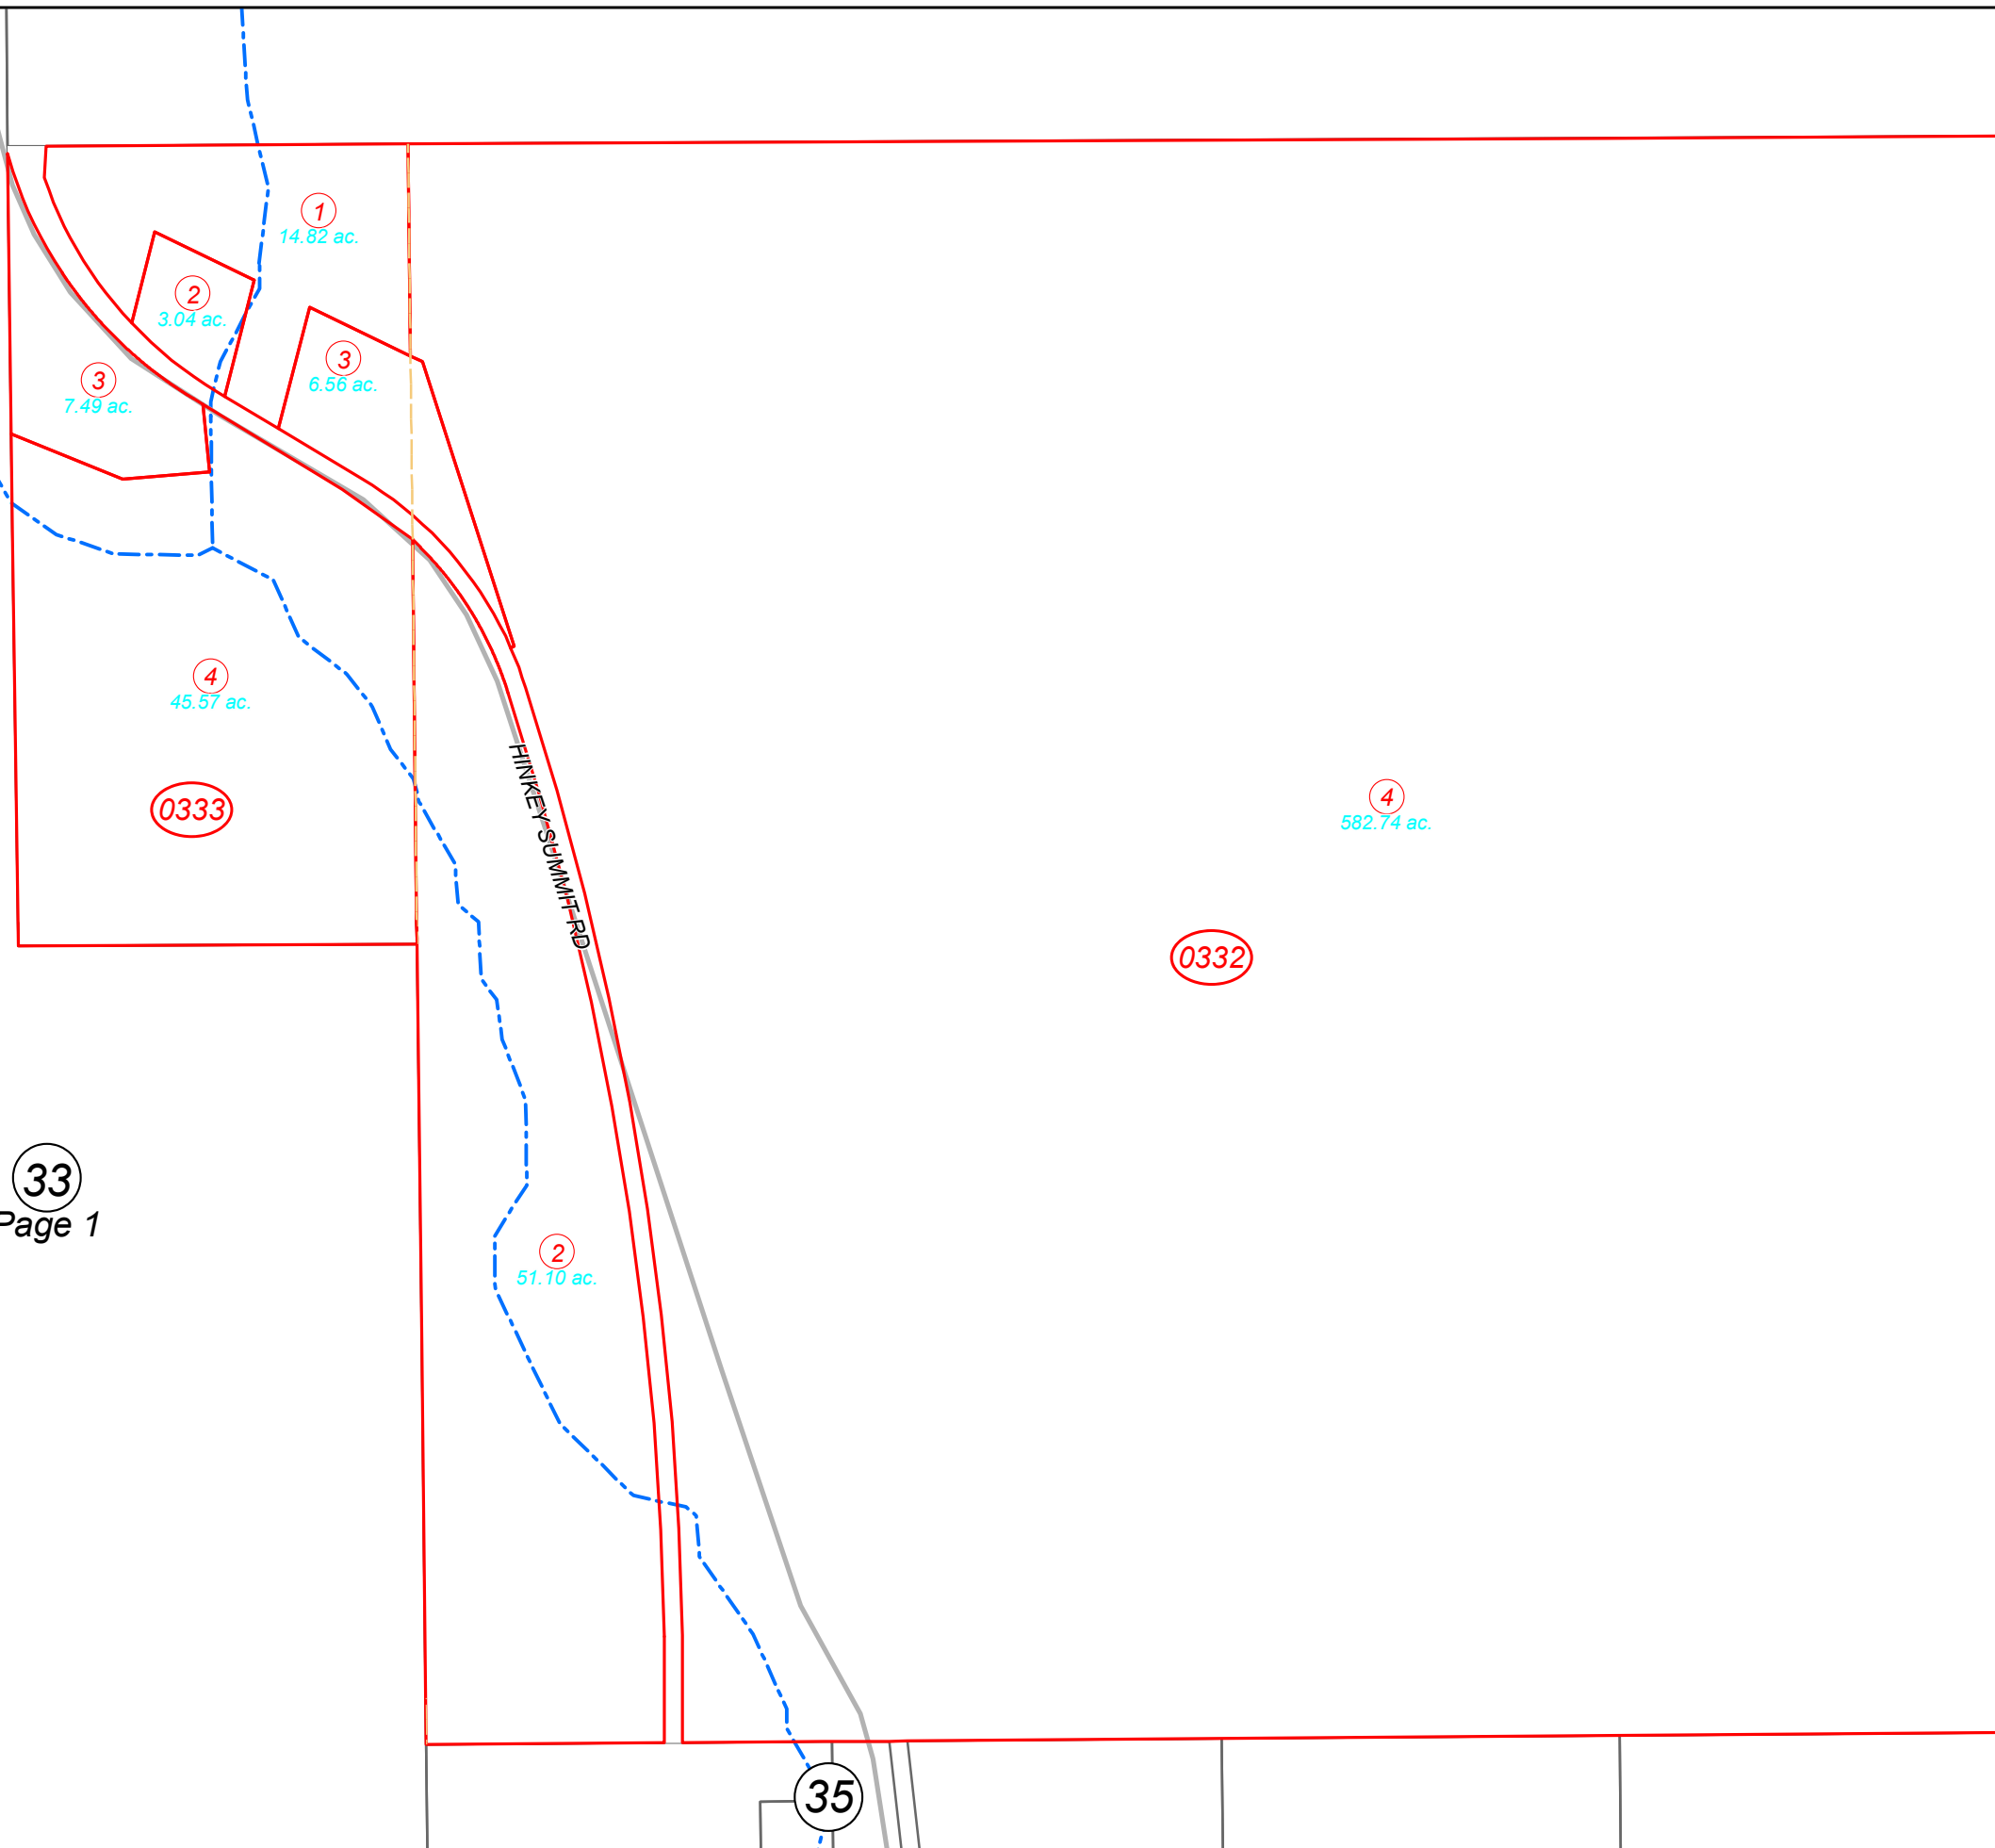 1
14.82 ac.
2
3.04 ac.
3
6.56 ac.
3
7.49 ac.
4
45.57 ac.
0333
HINKEY SUMMIT RD
4
582.74 ac.
0332
33
Page 1
2
51.10 ac.
35